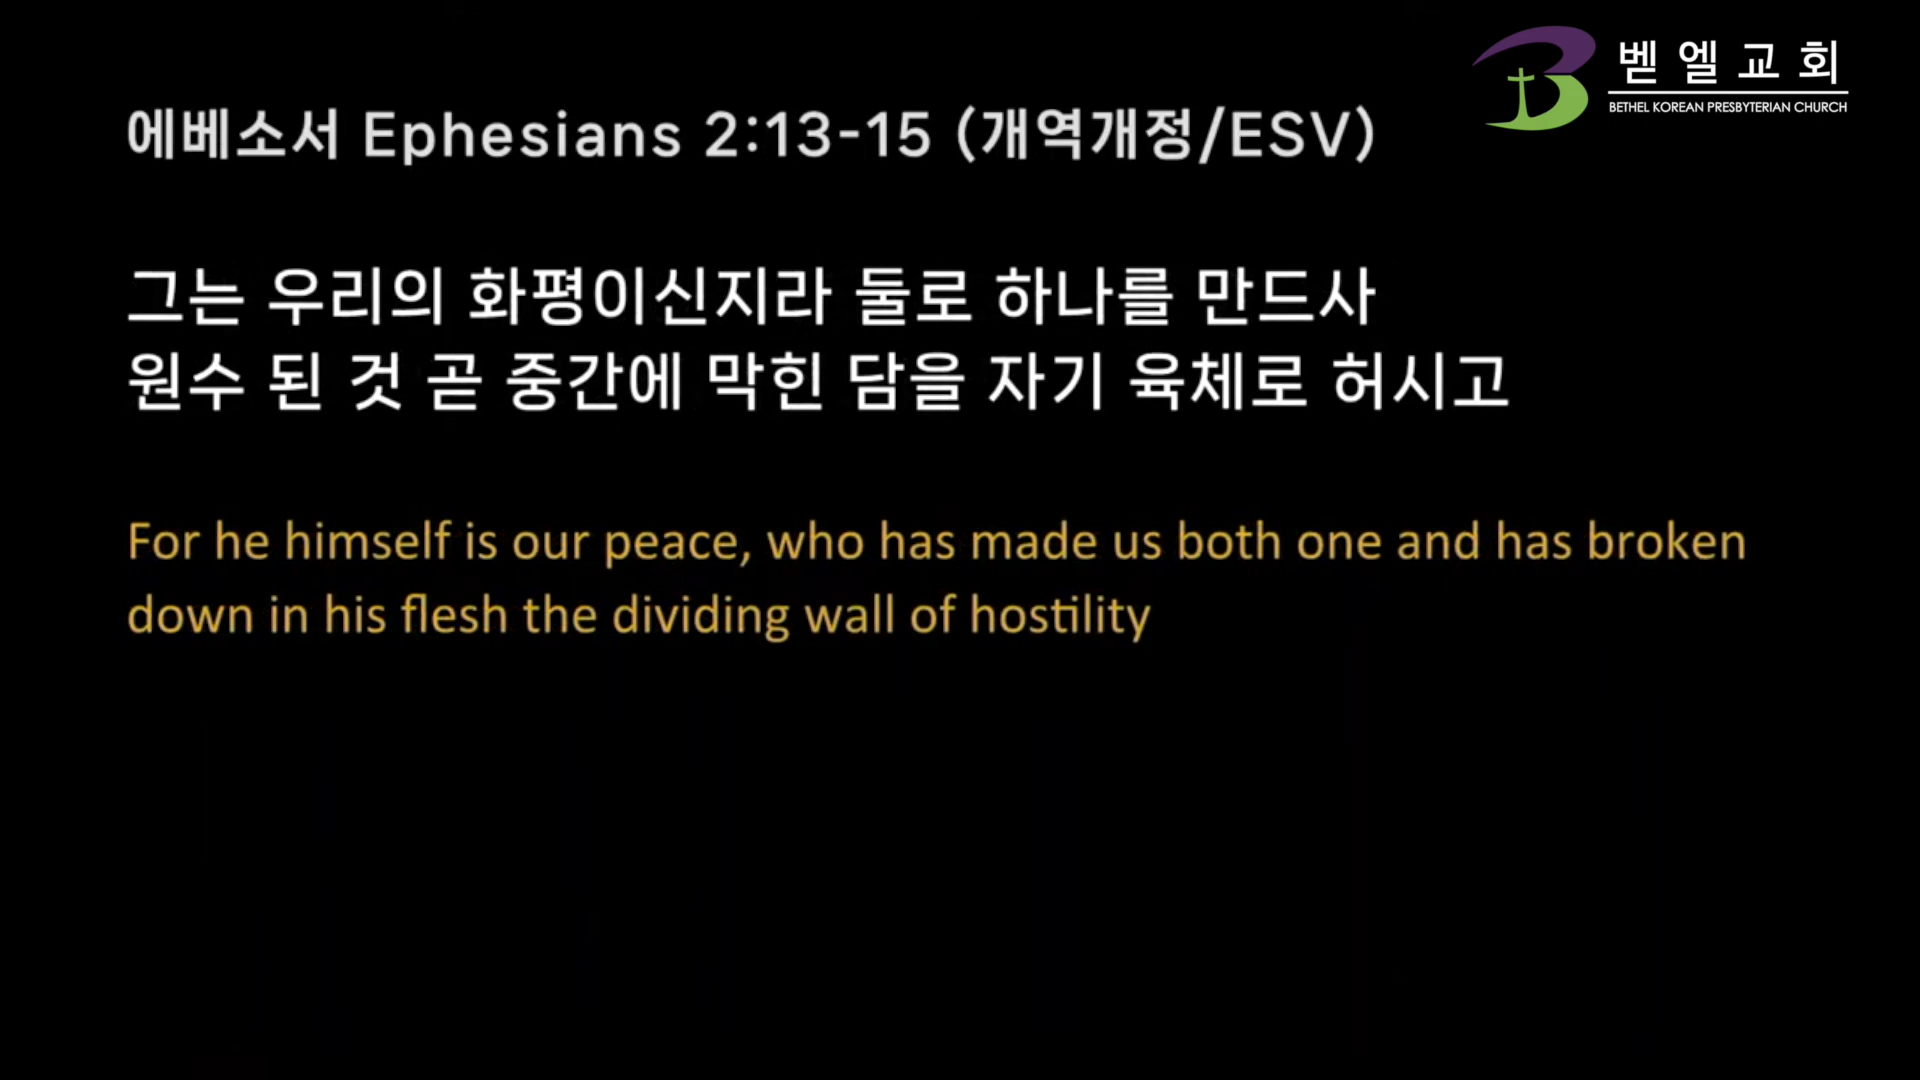 벧엘교회
BETHEL KOREAN PRESBYTERIAN CHURCH
에베소서 Ephesians 2:13-15 (개역개정/ESV)
그는 우리의 화평이신지라 둘로 하나를 만드사
원수 된 것 곧 중간에 막힌 담을 자기 육체로 허시고
For he himself is our peace, who has made us both one and has broken
down in his flesh the dividing wall of hostility